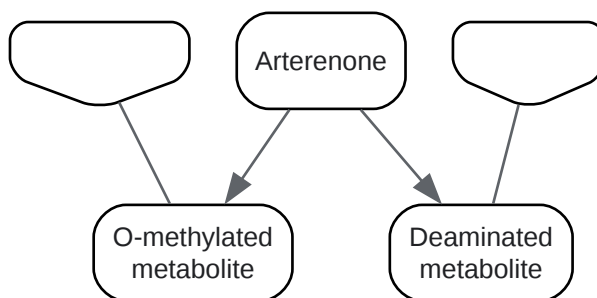 Arterenone
O-methylated
metabolite
Deaminated
metabolite